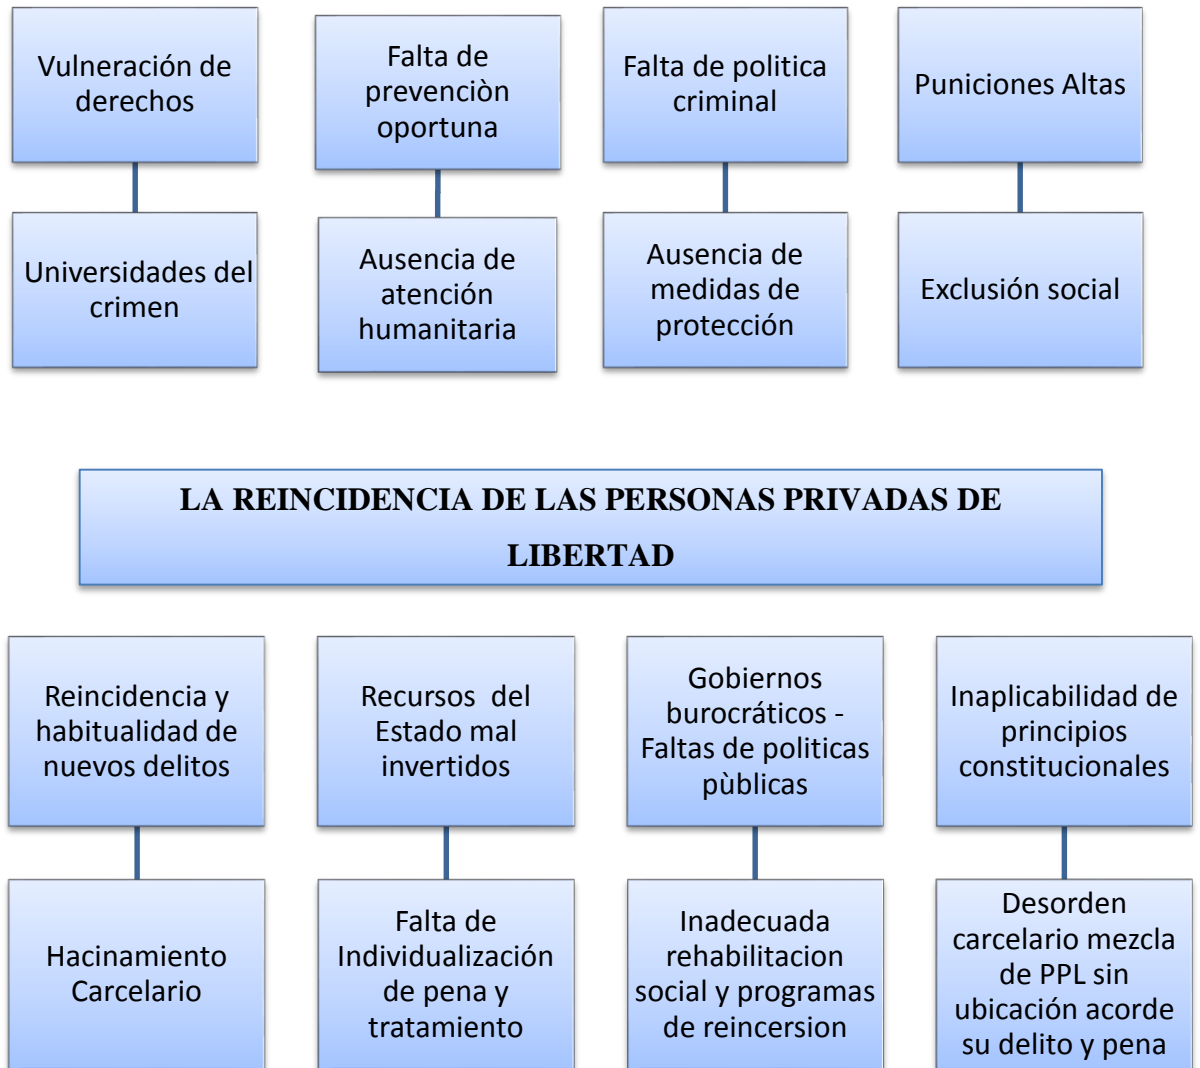 Vulneración de
derechos
Falta de
prevenciòn
oportuna
Falta de politica
criminal
Puniciones Altas
Universidades del
crimen
Ausencia de
atención
humanitaria
Ausencia de
medidas de
protección
Exclusión social
LA REINCIDENCIA DE LAS PERSONAS PRIVADAS DE
LIBERTAD
Reincidencia y
habitualidad de
nuevos delitos
Recursos del
Estado mal
invertidos
Gobiernos
burocráticos -
Faltas de politicas
pùblicas
Inaplicabilidad de
principios
constitucionales
Hacinamiento
Carcelario
Falta de
Individualización
de pena y
tratamiento
Inadecuada
rehabilitacion
social y programas
de reincersion
Desorden
carcelario mezcla
de PPL sin
ubicación acorde
su delito y pena